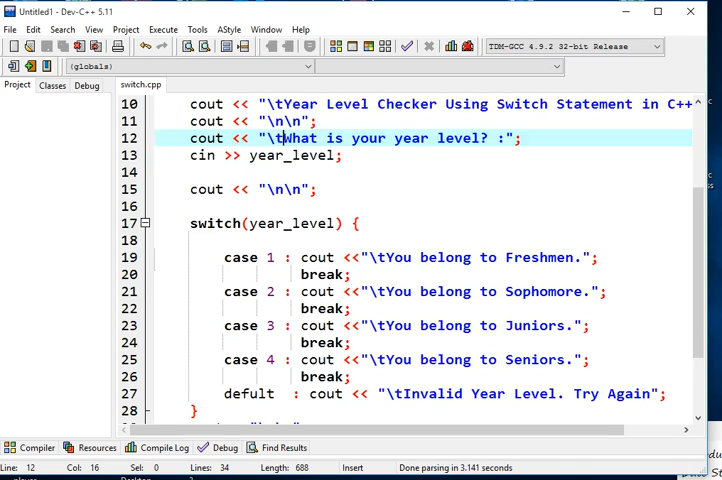 Untitled1 - Dev-C++ 5.11
File Edit Search View Project Execute Tools AStyle Window Help
TDM-GCC 4.9.2 32-bit Release
(globals)
Project Classes Debug switch.cpp
10 cout << "\tYear Level Checker Using Switch Statement in C++
11 cout << "\n\n";
12 cout << "\tWhat is your year level? :";
13 cin >> year_level;
14
15 cout << "\n\n";
16
17 switch(year_level) {
18
19 case 1 : cout <<"\tYou belong to Freshmen.";
20 break;
21 case 2 : cout <<"\tYou belong to Sophomore.";
22 break;
23 case 3 : cout <<"\tYou belong to Juniors.";
24 break;
25 case 4 : cout <<"\tYou belong to Seniors.";
26 break;
27 defult : cout << "\tInvalid Year Level. Try Again";
28 }
Compiler Resources Compile Log Debug Find Results
Line: 12 Col: 16 Sel: 0 Lines: 34 Length: 688 Insert Done parsing in 3.141 seconds